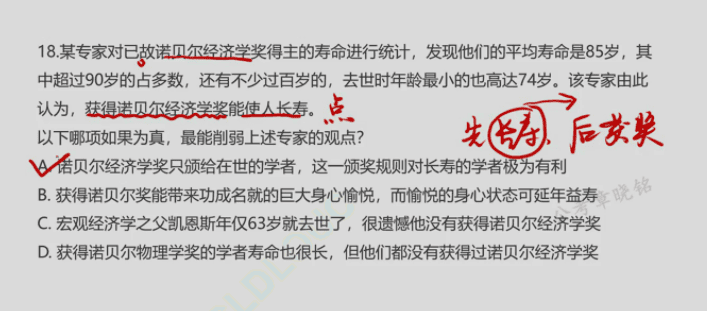 18.某专家对已故诺贝尔经济学奖得主的寿命进行统计，发现他们的平均寿命是85岁，其
中超过90岁的占多数，还有不少过百岁的，去世时年龄最小的也高达74岁。该专家由此
认为，获得诺贝尔经济学奖能使人长寿。点
以下哪项如果为真，最能削弱上述专家的观点？
先长寿、后获奖
A. 诺贝尔经济学奖只颁给在世的学者，这一颁奖规则对长寿的学者极为有利
B. 获得诺贝尔奖能带来功成名就的巨大身心愉悦，而愉悦的身心状态可延年益寿
C. 宏观经济学之父凯恩斯年仅63岁就去世了，很遗憾他没有获得诺贝尔经济学奖
D. 获得诺贝尔物理学奖的学者寿命也很长，但他们都没有获得过诺贝尔经济学奖